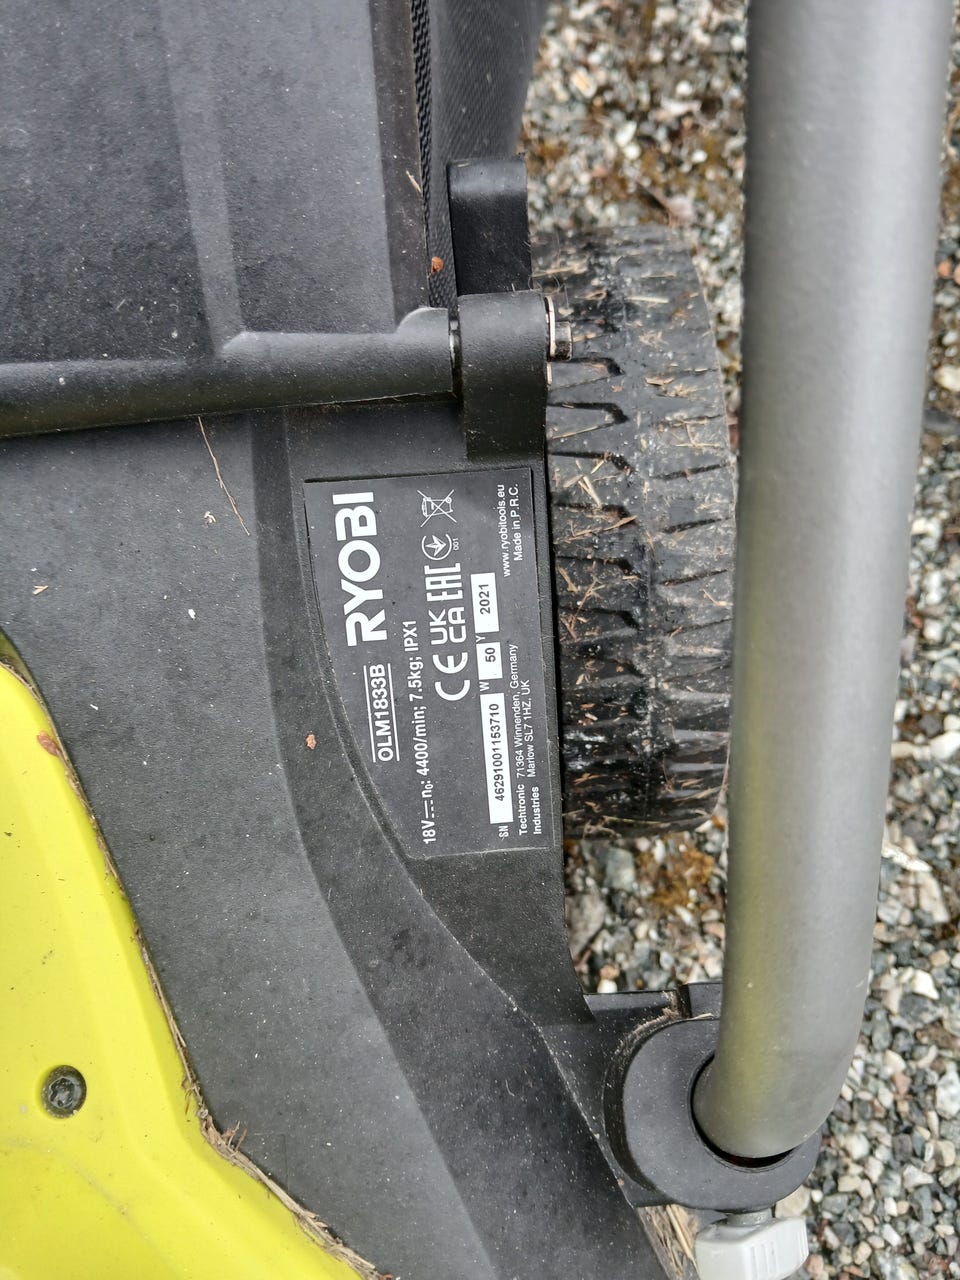 RYOBI
OLM1833B
18V n₀: 4400/min; 7.5kg; IPX1
CE UK CA EAC
001
SN 46291001153710 W 50 Y 2021
Techtronic Industries
71364 Winnenden, Germany
Marlow SL7 1HZ, UK
www.ryobitools.eu
Made in P.R.C.